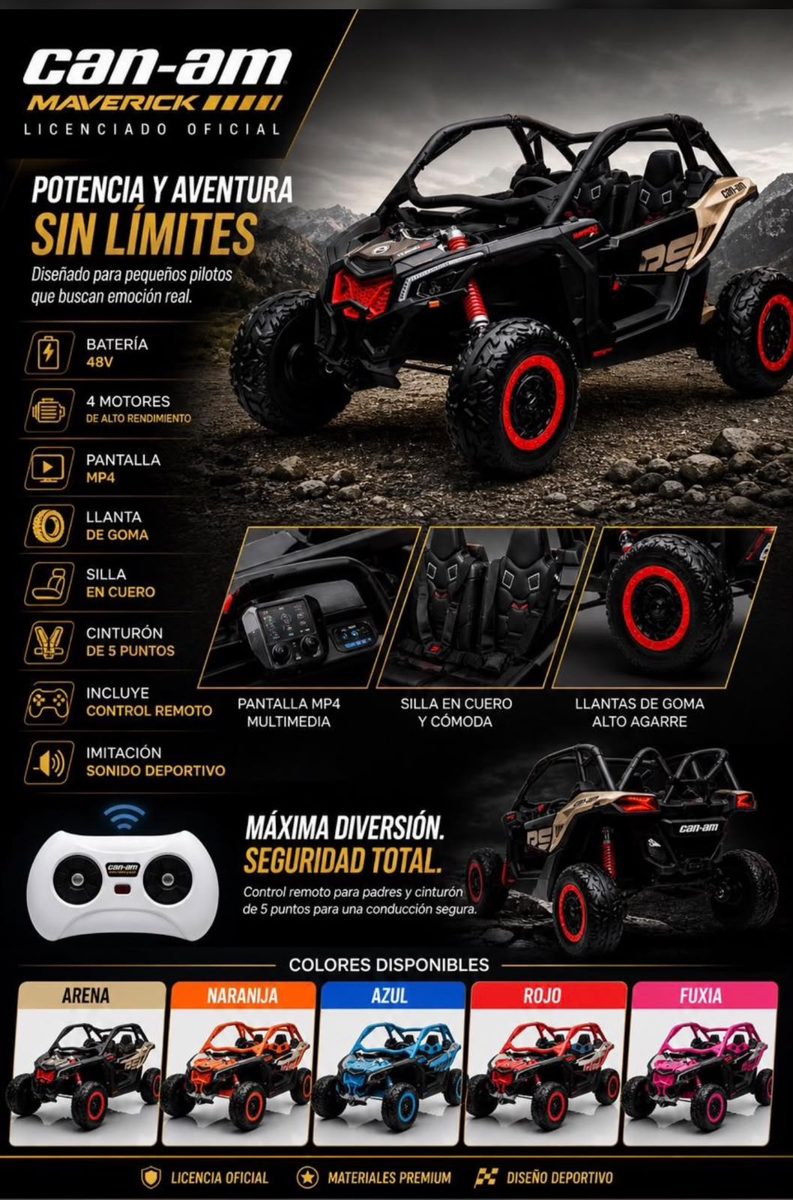 can-am
MAVERICK
LICENCIADO OFICIAL
POTENCIA Y AVENTURA
SIN LÍMITES
Diseñado para pequeños pilotos
que buscan emoción real.
BATERÍA
48V
4 MOTORES
DE ALTO RENDIMIENTO
PANTALLA
MP4
LLANTA
DE GOMA
SILLA
EN CUERO
CINTURÓN
DE 5 PUNTOS
INCLUYE
CONTROL REMOTO
IMITACIÓN
SONIDO DEPORTIVO
can-am
PANTALLA MP4
MULTIMEDIA
SILLA EN CUERO
Y CÓMODA
LLANTAS DE GOMA
ALTO AGARRE
can-am
MÁXIMA DIVERSIÓN.
SEGURIDAD TOTAL.
Control remoto para padres y cinturón
de 5 puntos para una conducción segura.
can-am
can-am
COLORES DISPONIBLES
ARENA
NARANJA
AZUL
ROJO
FUXIA
LICENCIA OFICIAL
MATERIALES PREMIUM
DISEÑO DEPORTIVO